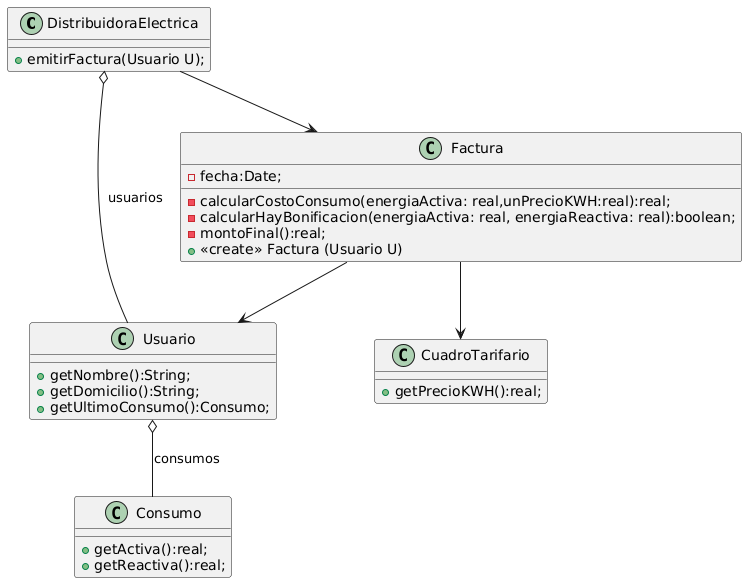 C DistribuidoraElectrica
emitirFactura(Usuario U);
C Factura
fecha:Date;
calcularCostoConsumo(energiaActiva: real,unPrecioKWH:real):real;
calcularHayBonificacion(energiaActiva: real, energiaReactiva: real):boolean;
montoFinal():real;
«create» Factura (Usuario U)
usuarios
C Usuario
getNombre():String;
getDomicilio():String;
getUltimoConsumo():Consumo;
C CuadroTarifario
getPrecioKWH():real;
consumos
C Consumo
getActiva():real;
getReactiva():real;